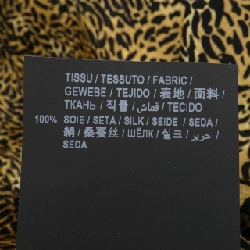 TISSU / TESSUTO / FABRIC /
GEWEBE / TEJIDO / 表地 / 面料 /
ТКАНЬ / 직물 / قماش / TECIDO
100% SOIE / SETA / SILK / SEIDE / SEDA /
絹 / 桑蚕丝 / ШЁЛК / 실크 / حرير /
SEDA